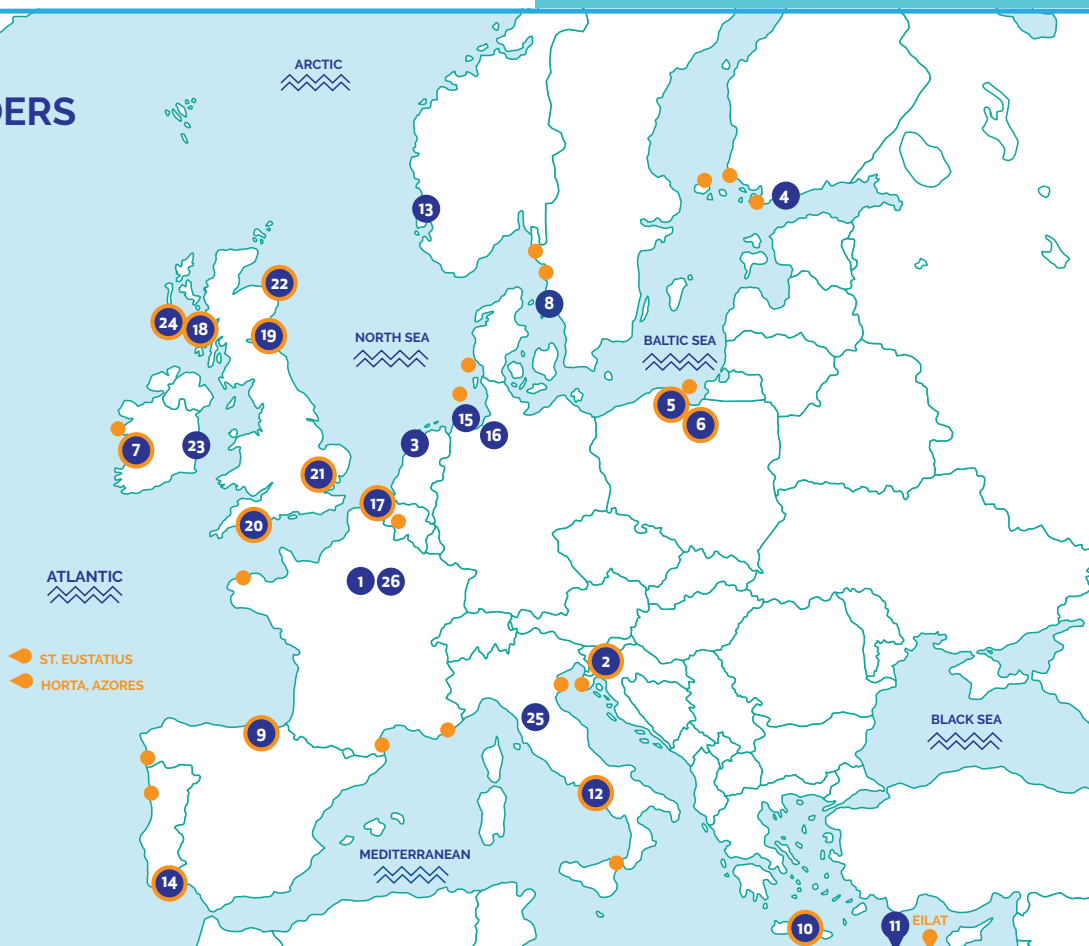 ARCTIC
DERS
13
4
22
8
24
18
19
NORTH SEA
BALTIC SEA
5
6
15
16
3
7
23
21
17
20
1
26
ATLANTIC
ST. EUSTATIUS
2
HORTA, AZORES
25
BLACK SEA
9
12
MEDITERRANEAN
14
10
11
EILAT